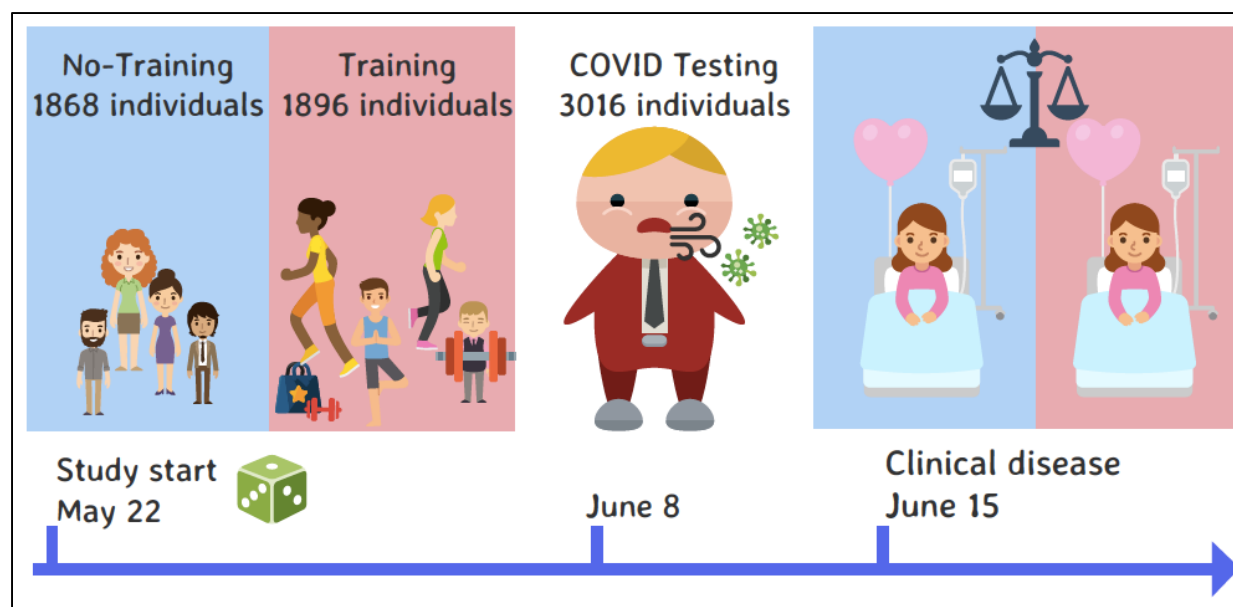 No-Training
1868 individuals
Training
1896 individuals
COVID Testing
3016 individuals
Study start
May 22
June 8
Clinical disease
June 15